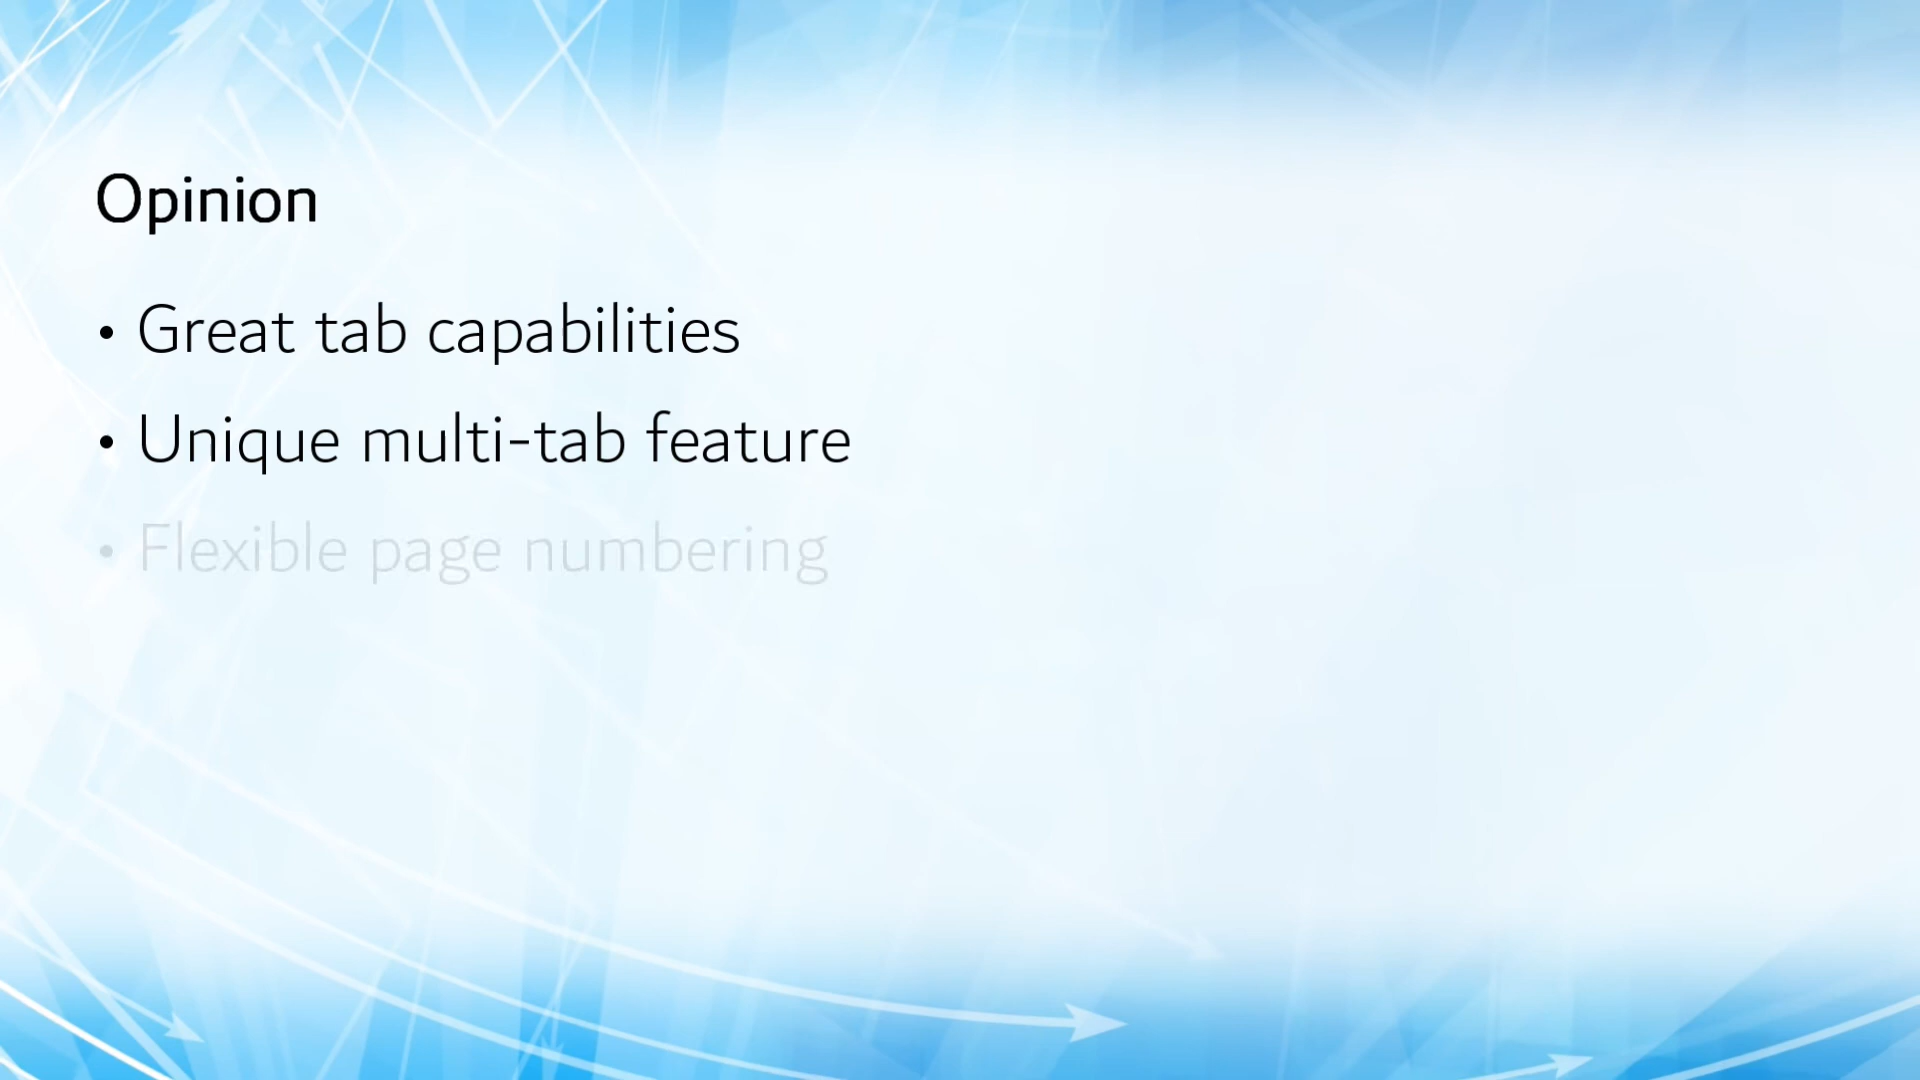 Opinion
• Great tab capabilities
• Unique multi-tab feature
• Flexible page numbering